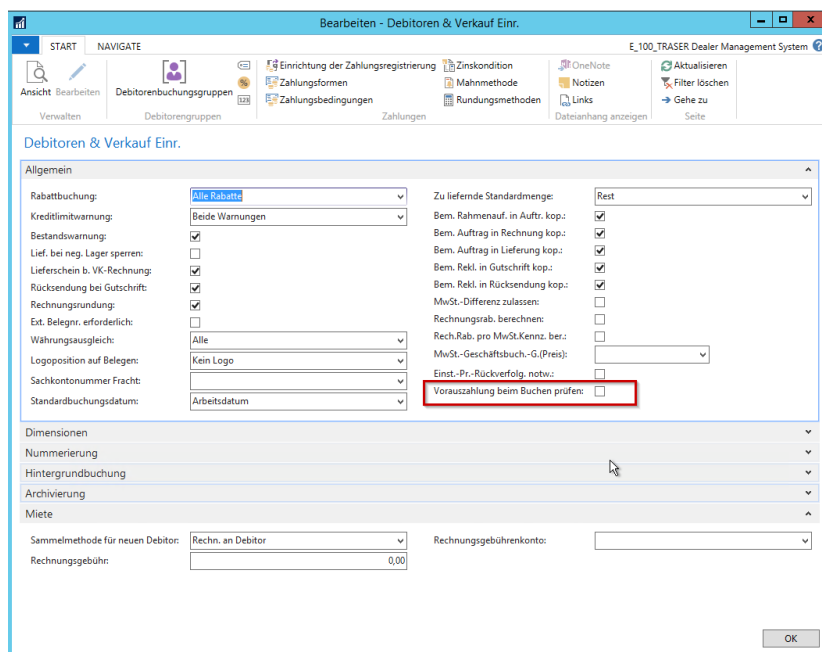 Bearbeiten - Debitoren & Verkauf Einr.
START NAVIGATE E_100_TRASER Dealer Management System
Ansicht Bearbeiten
Debitorenbuchungsgruppen
123
Einrichtung der Zahlungsregistrierung
Zahlungsformen
Zahlungsbedingungen
Zinskondition
Mahnmethode
Rundungsmethoden
OneNote
Notizen
Links
Aktualisieren
Filter löschen
Gehe zu
Verwalten Debitorengruppen Zahlungen Dateianhang anzeigen Seite
Debitoren & Verkauf Einr.
Allgemein
Rabattbuchung: Alle Rabatte
Kreditlimitwarnung: Beide Warnungen
Bestandswarnung:
Lief. bei neg. Lager sperren:
Lieferschein b. VK-Rechnung:
Rücksendung bei Gutschrift:
Rechnungsrundung:
Ext. Belegnr. erforderlich:
Währungsausgleich: Alle
Logoposition auf Belegen: Kein Logo
Sachkontonummer Fracht:
Standardbuchungsdatum: Arbeitsdatum
Zu liefernde Standardmenge: Rest
Bem. Rahmenauf. in Auftr. kop.:
Bem. Auftrag in Rechnung kop.:
Bem. Auftrag in Lieferung kop.:
Bem. Rekl. in Gutschrift kop.:
Bem. Rekl. in Rücksendung kop.:
MwSt.-Differenz zulassen:
Rechnungsrab. berechnen:
Rech.Rab. pro MwSt.Kennz. ber.:
MwSt.-Geschäftsbuch.-G.(Preis):
Einst.-Pr.-Rückverfolg. notw.:
Vorauszahlung beim Buchen prüfen:
Dimensionen
Nummerierung
Hintergrundbuchung
Archivierung
Miete
Sammelmethode für neuen Debitor: Rechn. an Debitor
Rechnungsgebühr: 0,00
Rechnungsgebührenkonto:
OK